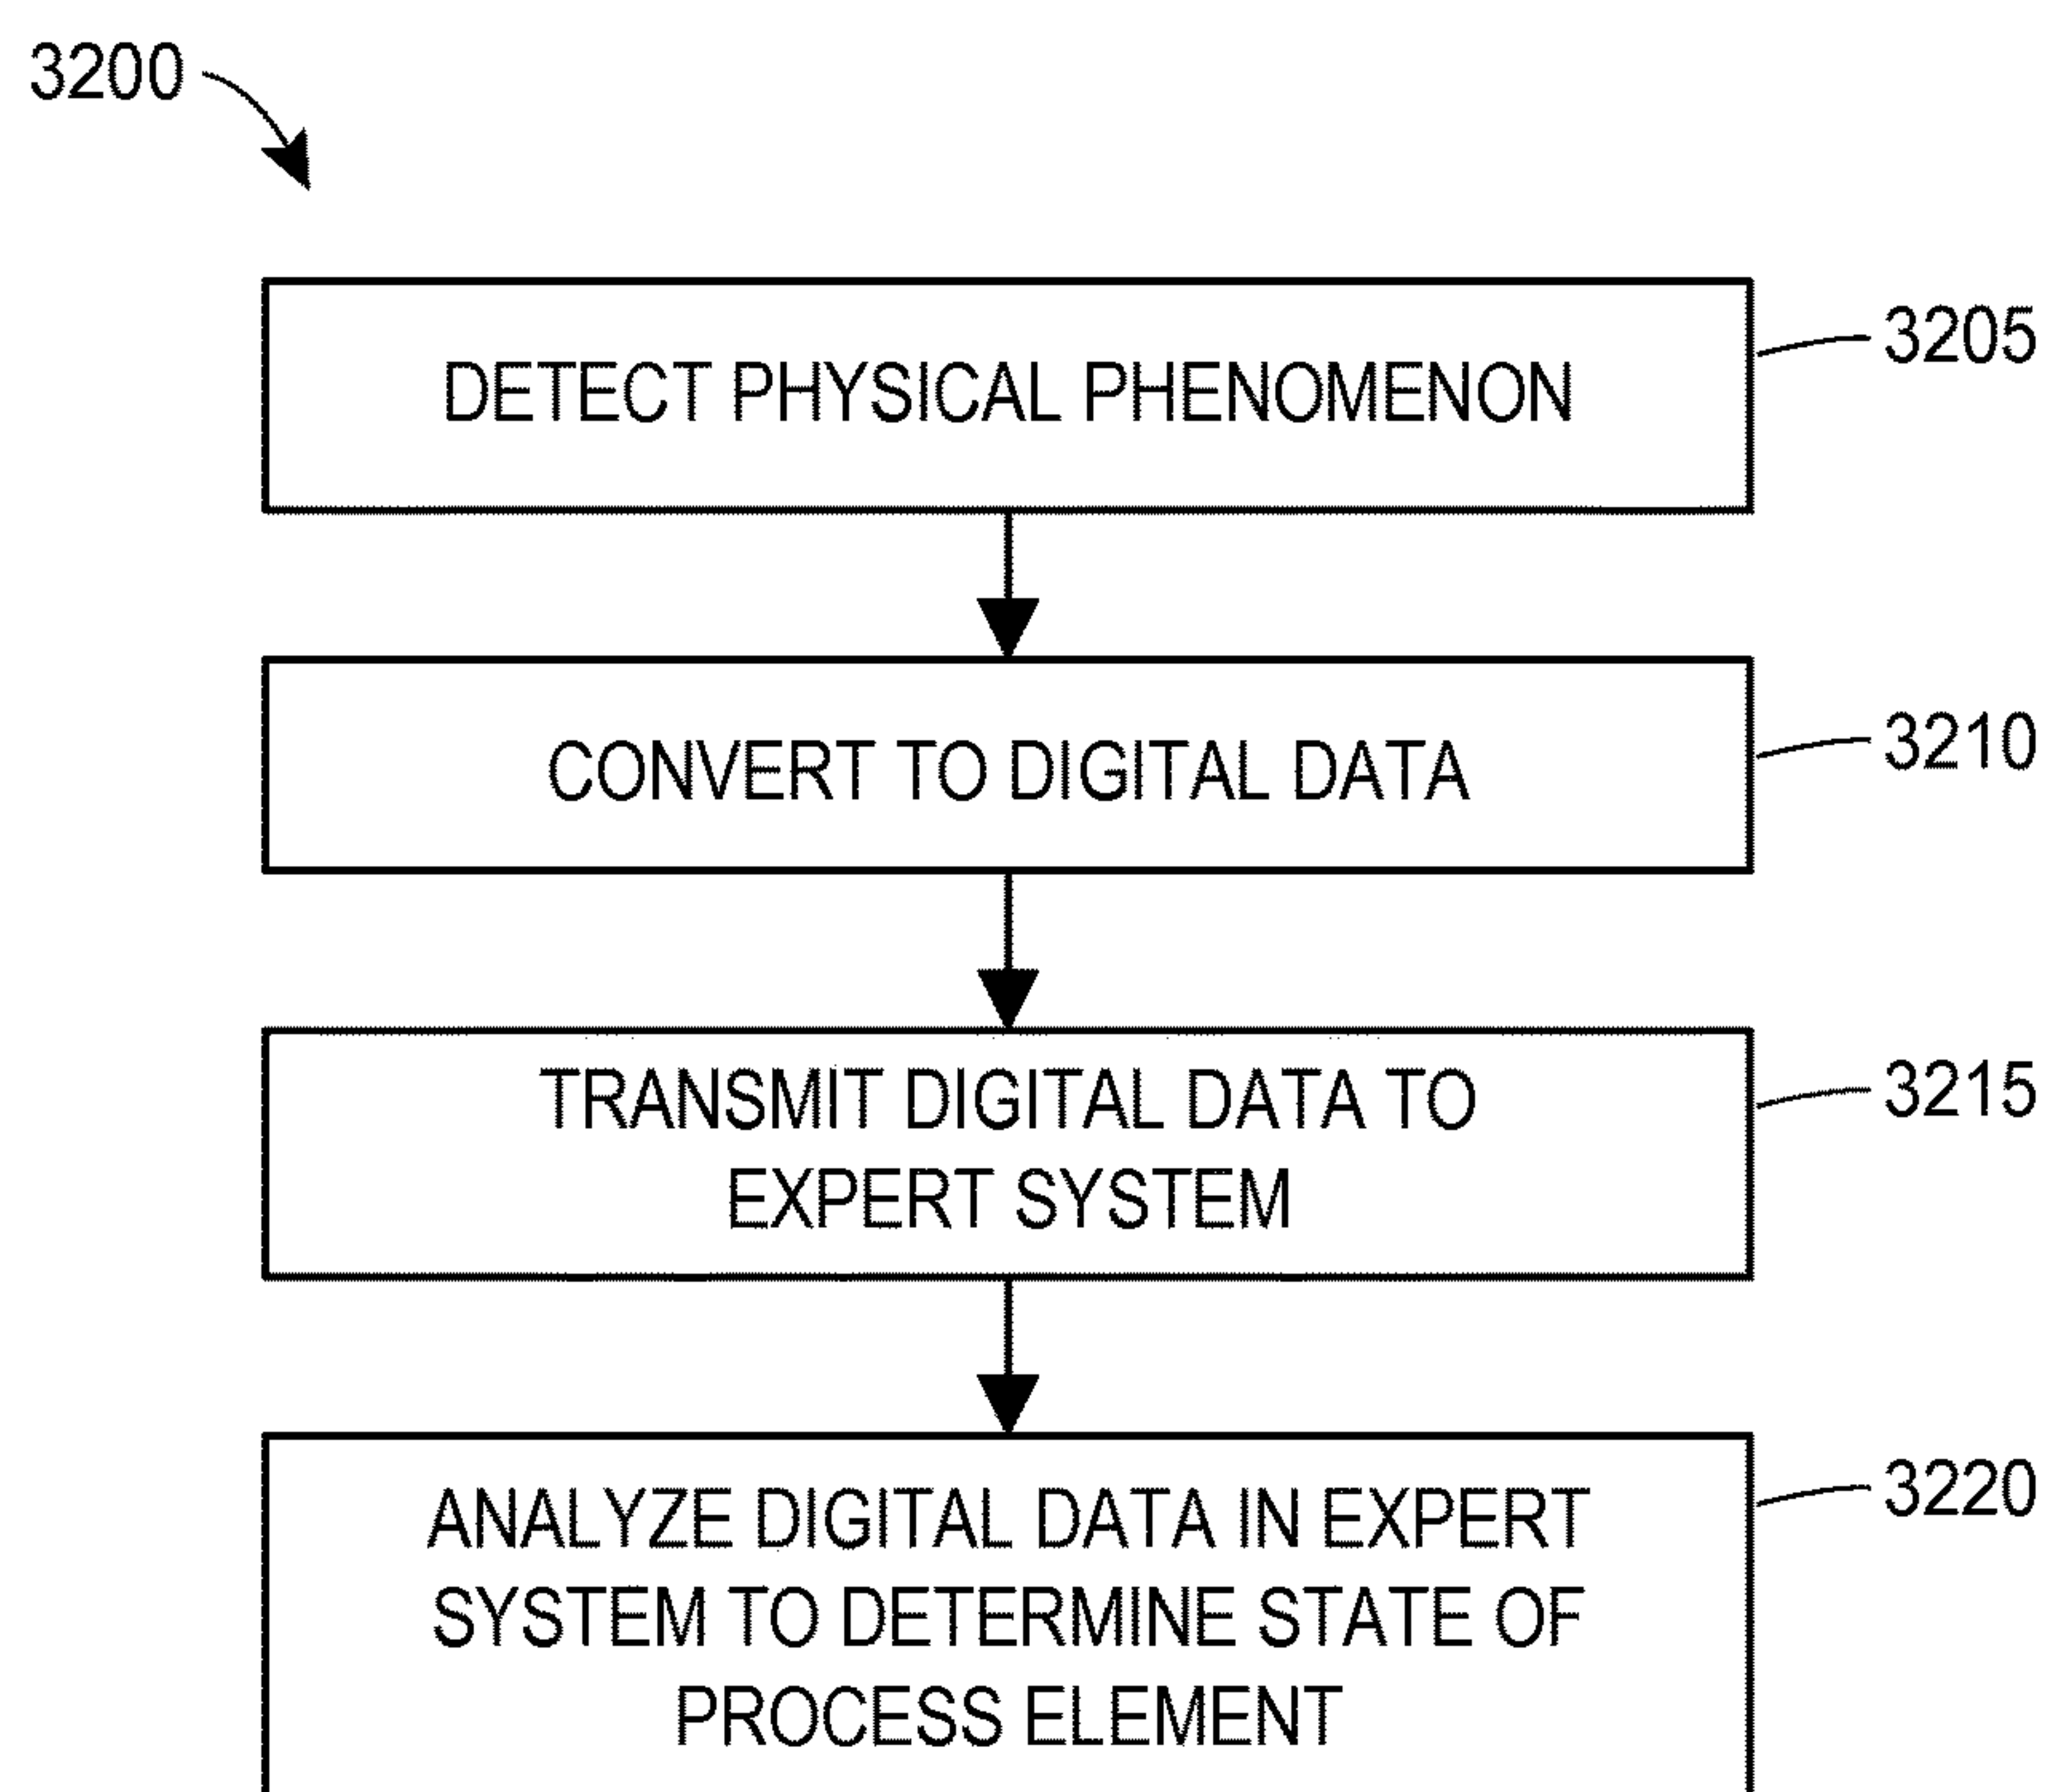 3200
DETECT PHYSICAL PHENOMENON
3205
CONVERT TO DIGITAL DATA
3210
TRANSMIT DIGITAL DATA TO
EXPERT SYSTEM
3215
ANALYZE DIGITAL DATA IN EXPERT
SYSTEM TO DETERMINE STATE OF
PROCESS ELEMENT
3220